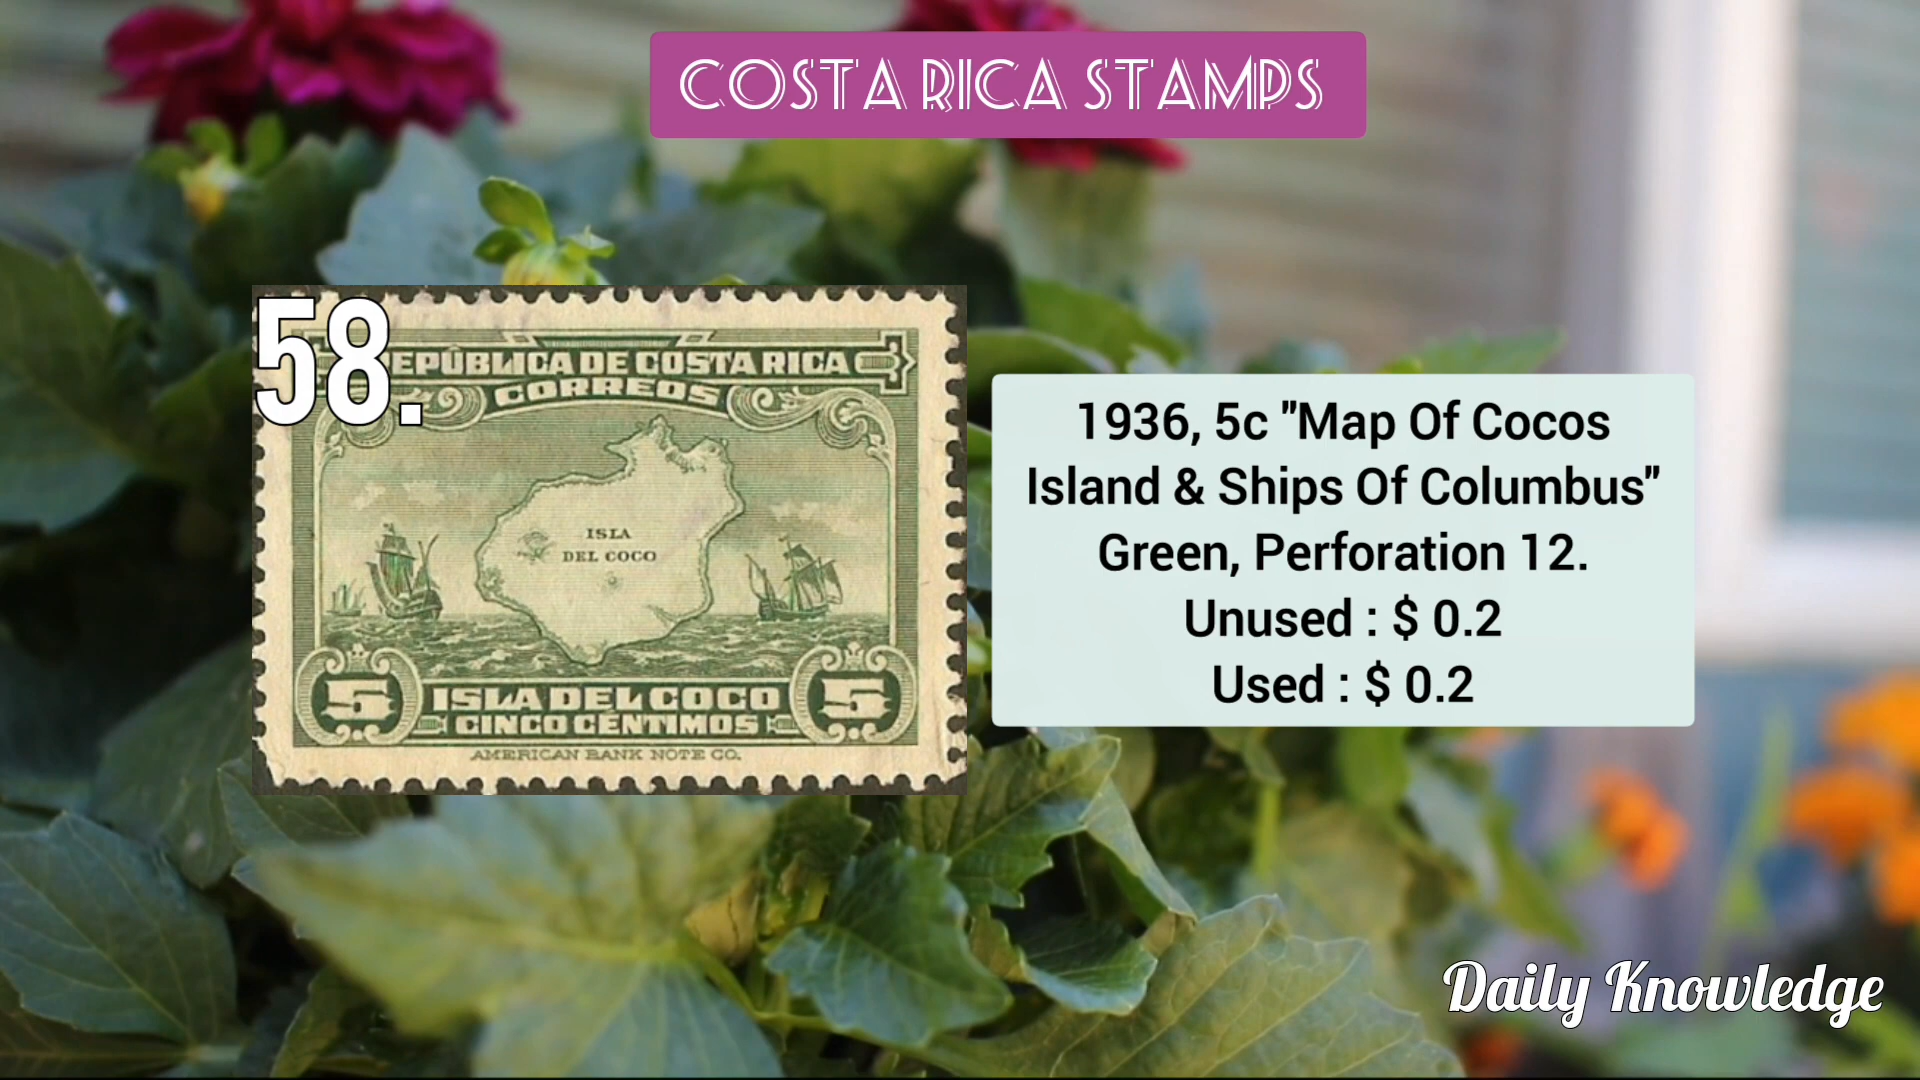 COSTA RICA STAMPS
58.
EPÚBLICA DE COSTA RICA
CORREOS
ISLA
DEL COCO
5 ISLA DEL COCO 5
CINCO CÉNTIMOS
AMERICAN BANK NOTE CO.
1936, 5c "Map Of Cocos
Island & Ships Of Columbus"
Green, Perforation 12.
Unused : $ 0.2
Used : $ 0.2
Daily Knowledge